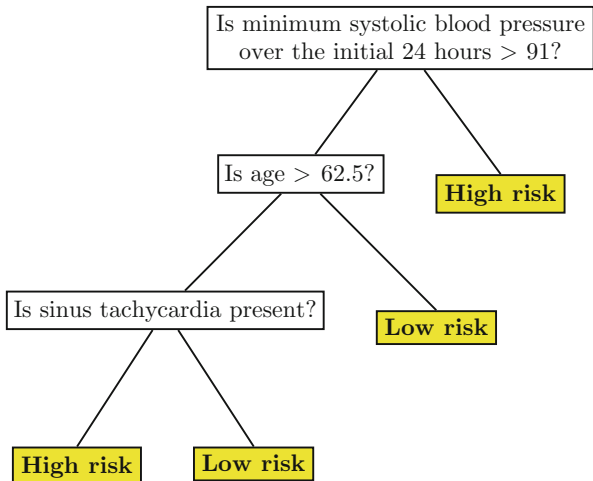 Is minimum systolic blood pressure
over the initial 24 hours > 91?
Is age > 62.5?
High risk
Is sinus tachycardia present?
Low risk
High risk
Low risk